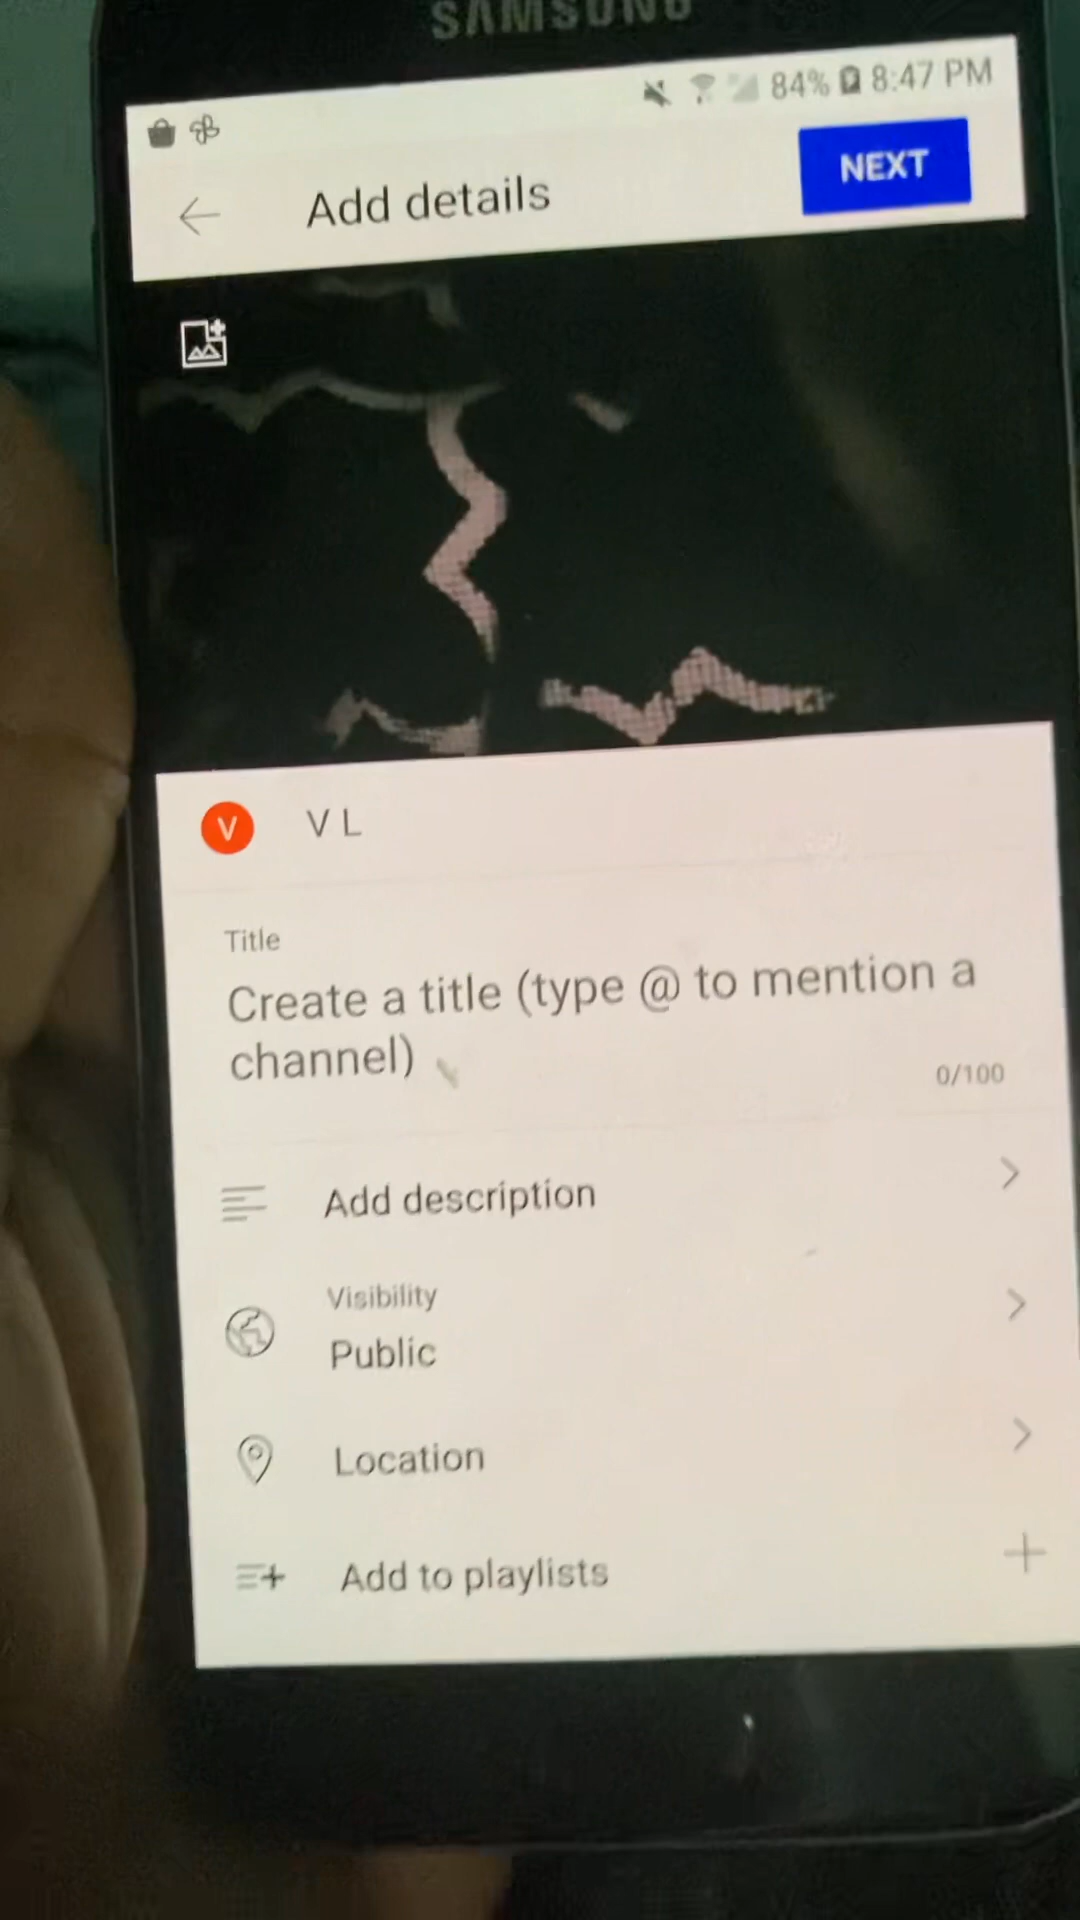 SAMSUNG
84% 8:47 PM
Add details
NEXT
V
V L
Title
Create a title (type @ to mention a
channel)
0/100
Add description
Visibility
Public
Location
Add to playlists